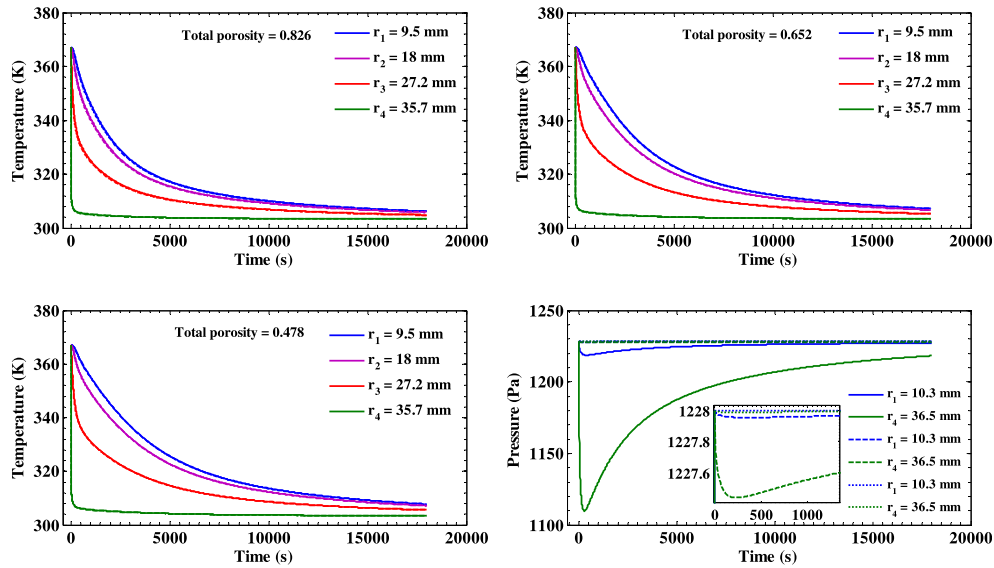 380
360
340
320
300
Temperature (K)
Total porosity = 0.826
r1 = 9.5 mm
r2 = 18 mm
r3 = 27.2 mm
r4 = 35.7 mm
0 5000 10000 15000 20000
Time (s)
380
360
340
320
300
Temperature (K)
Total porosity = 0.652
r1 = 9.5 mm
r2 = 18 mm
r3 = 27.2 mm
r4 = 35.7 mm
0 5000 10000 15000 20000
Time (s)
380
360
340
320
300
Temperature (K)
Total porosity = 0.478
r1 = 9.5 mm
r2 = 18 mm
r3 = 27.2 mm
r4 = 35.7 mm
0 5000 10000 15000 20000
Time (s)
1250
1200
1150
1100
Pressure (Pa)
1228
1227.8
1227.6
0 500 1000
r1 = 10.3 mm
r4 = 36.5 mm
r1 = 10.3 mm
r4 = 36.5 mm
r1 = 10.3 mm
r4 = 36.5 mm
0 5000 10000 15000 20000
Time (s)